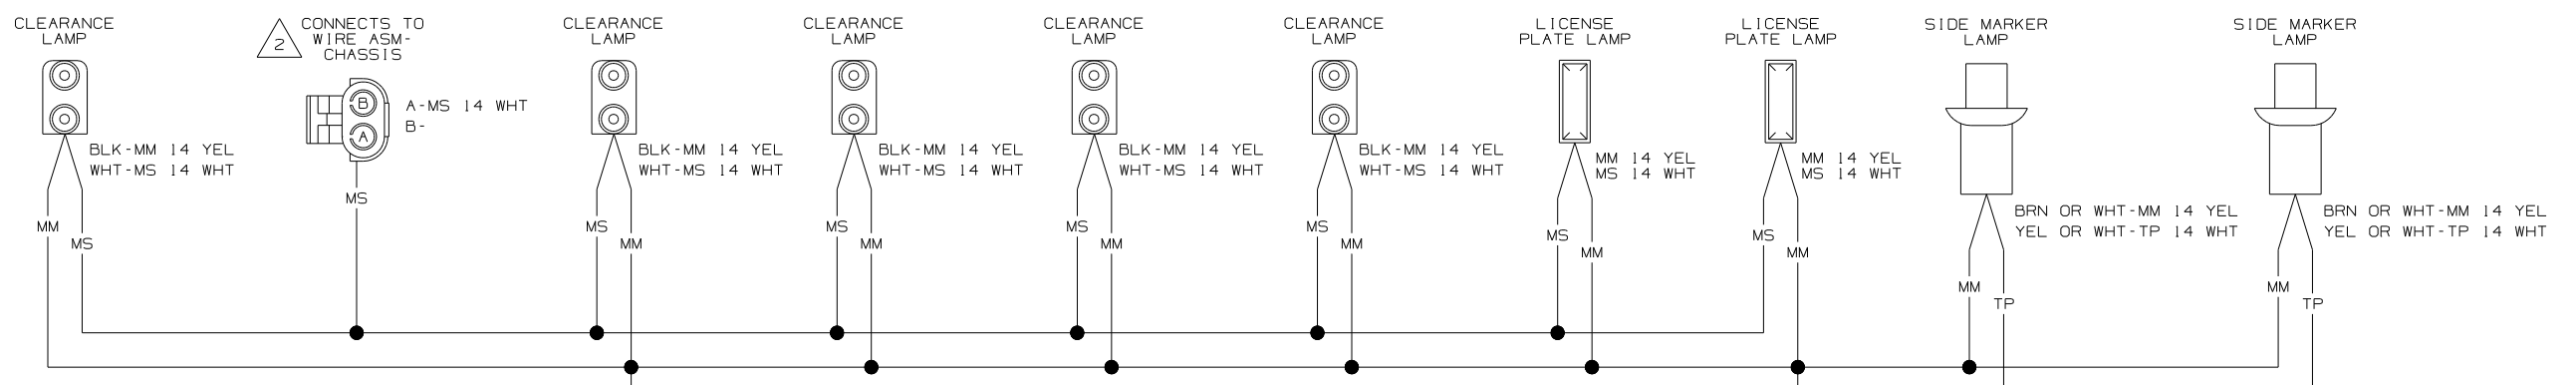 CLEARANCE
LAMP
2
CONNECTS TO
WIRE ASM-
CHASSIS
CLEARANCE
LAMP
CLEARANCE
LAMP
CLEARANCE
LAMP
CLEARANCE
LAMP
LICENSE
PLATE LAMP
LICENSE
PLATE LAMP
SIDE MARKER
LAMP
SIDE MARKER
LAMP
B
A
A-MS 14 WHT
B-
BLK-MM 14 YEL
WHT-MS 14 WHT
BLK-MM 14 YEL
WHT-MS 14 WHT
BLK-MM 14 YEL
WHT-MS 14 WHT
BLK-MM 14 YEL
WHT-MS 14 WHT
BLK-MM 14 YEL
WHT-MS 14 WHT
MM 14 YEL
MS 14 WHT
MM 14 YEL
MS 14 WHT
BRN OR WHT-MM 14 YEL
YEL OR WHT-TP 14 WHT
BRN OR WHT-MM 14 YEL
YEL OR WHT-TP 14 WHT
MM
MS
MS
MS
MM
MS
MM
MS
MM
MS
MM
MS
MM
MS
MM
MM
TP
MM
TP